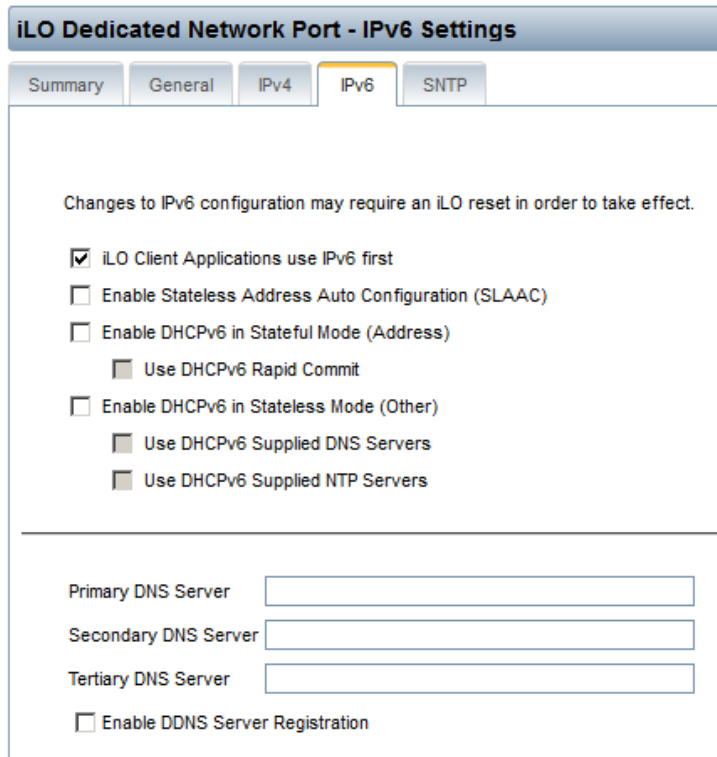 iLO Dedicated Network Port - IPv6 Settings
Summary General IPv4 IPv6 SNTP
Changes to IPv6 configuration may require an iLO reset in order to take effect.
iLO Client Applications use IPv6 first
Enable Stateless Address Auto Configuration (SLAAC)
Enable DHCPv6 in Stateful Mode (Address)
Use DHCPv6 Rapid Commit
Enable DHCPv6 in Stateless Mode (Other)
Use DHCPv6 Supplied DNS Servers
Use DHCPv6 Supplied NTP Servers
Primary DNS Server
Secondary DNS Server
Tertiary DNS Server
Enable DDNS Server Registration